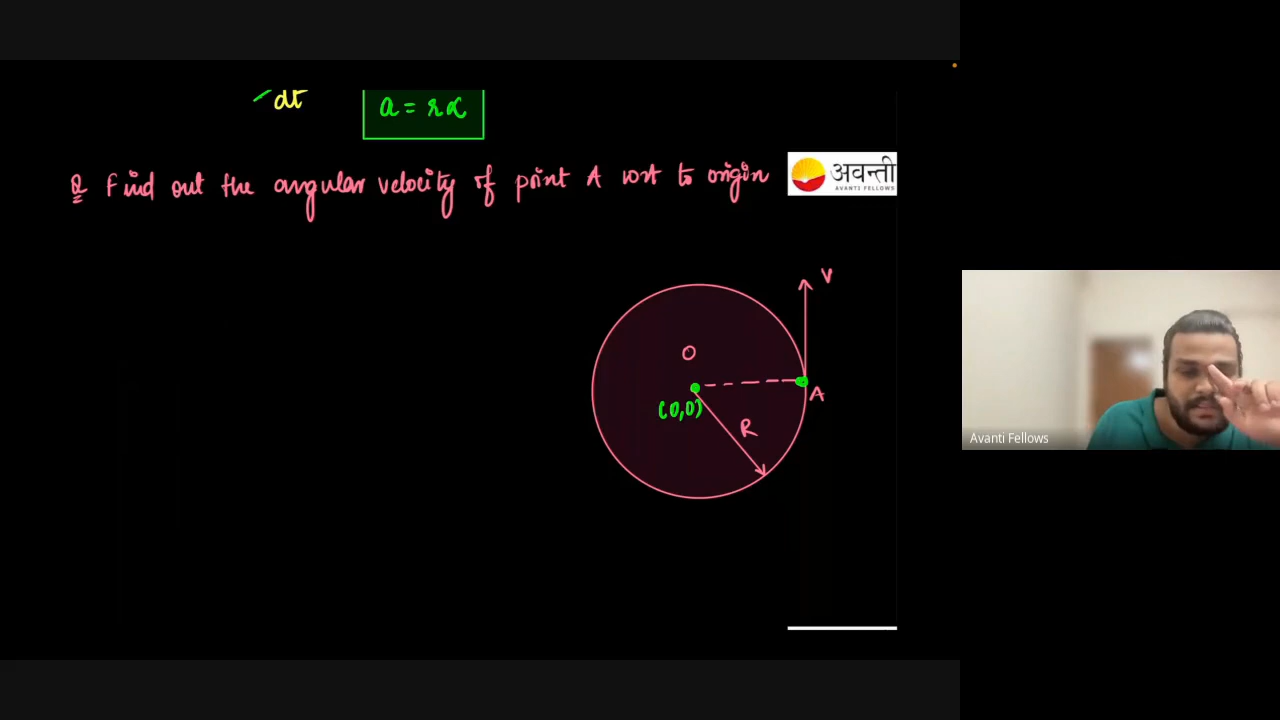 dt
a = rα
Q Find out the angular velocity of point A wrt to origin
अवन्ती
AVANTI FELLOWS
V
O
A
(0,0)
R
Avanti Fellows